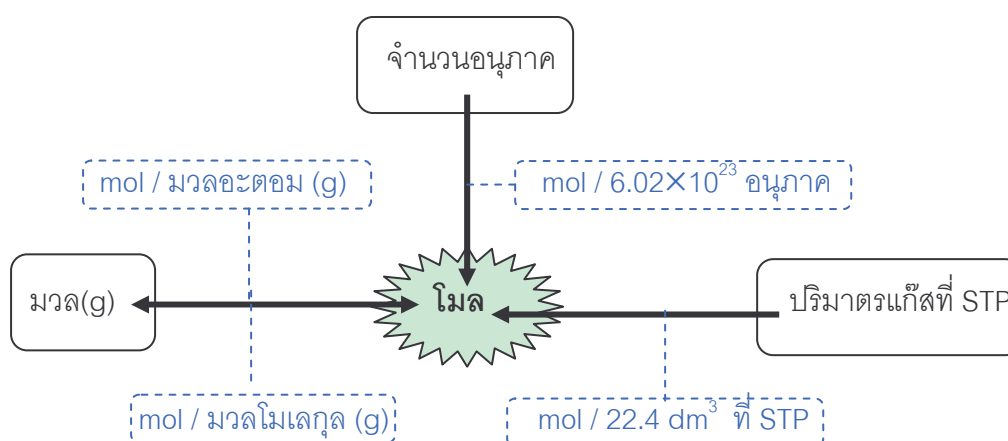 จำนวนอนุภาค
mol / มวลอะตอม (g)
mol / 6.02×10²³ อนุภาค
มวล(g)
โมล
ปริมาตรแก๊สที่ STP
mol / มวลโมเลกุล (g)
mol / 22.4 dm³ ที่ STP